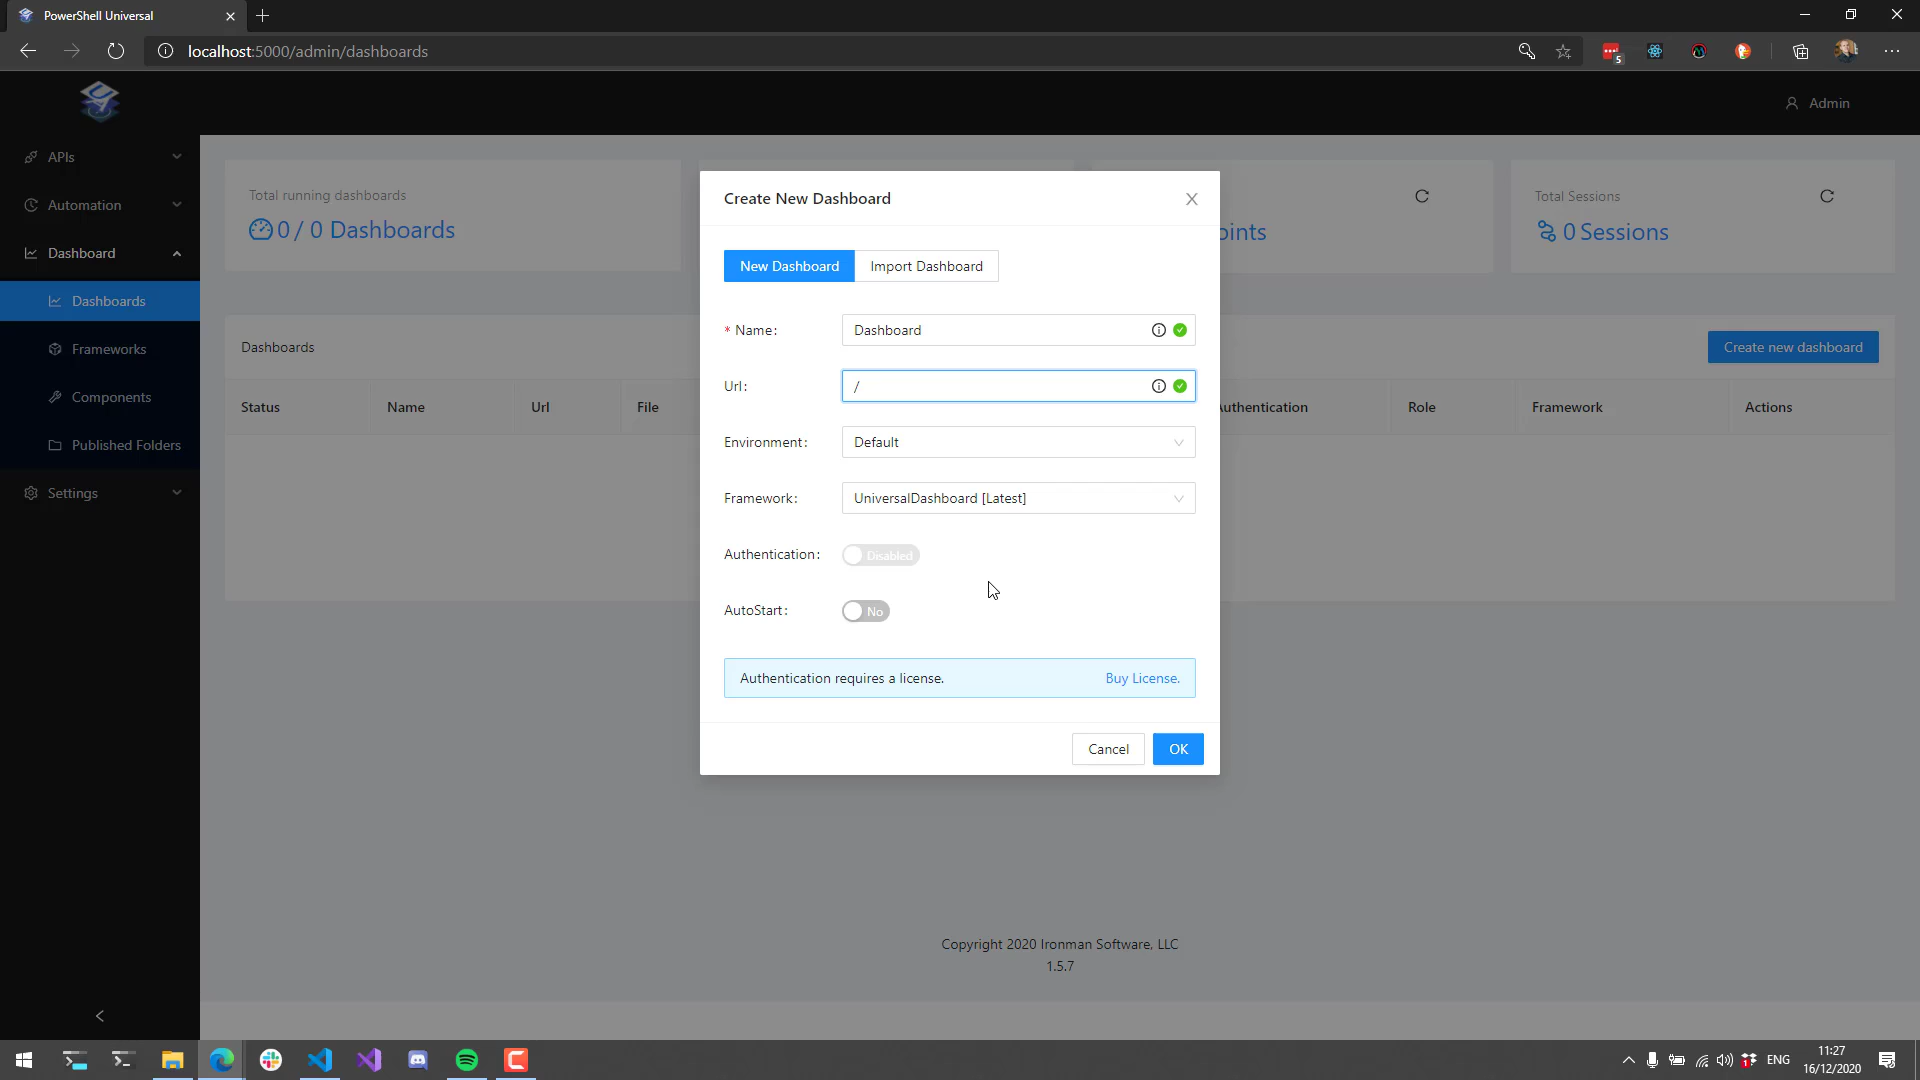 PowerShell Universal
localhost:5000/admin/dashboards
5
Admin
APIs
Automation
Dashboard
Dashboards
Frameworks
Components
Published Folders
Settings
Total running dashboards
0 / 0 Dashboards
Total Sessions
0 Sessions
Dashboards
Create new dashboard
Status
Name
Url
File
Authentication
Role
Framework
Actions
Create New Dashboard
New Dashboard
Import Dashboard
* Name:
Dashboard
Url:
/
Environment:
Default
Framework:
UniversalDashboard [Latest]
Authentication:
Disabled
AutoStart:
No
Authentication requires a license.
Buy License.
Cancel
OK
Copyright 2020 Ironman Software, LLC
1.5.7
ENG
11:27
16/12/2020